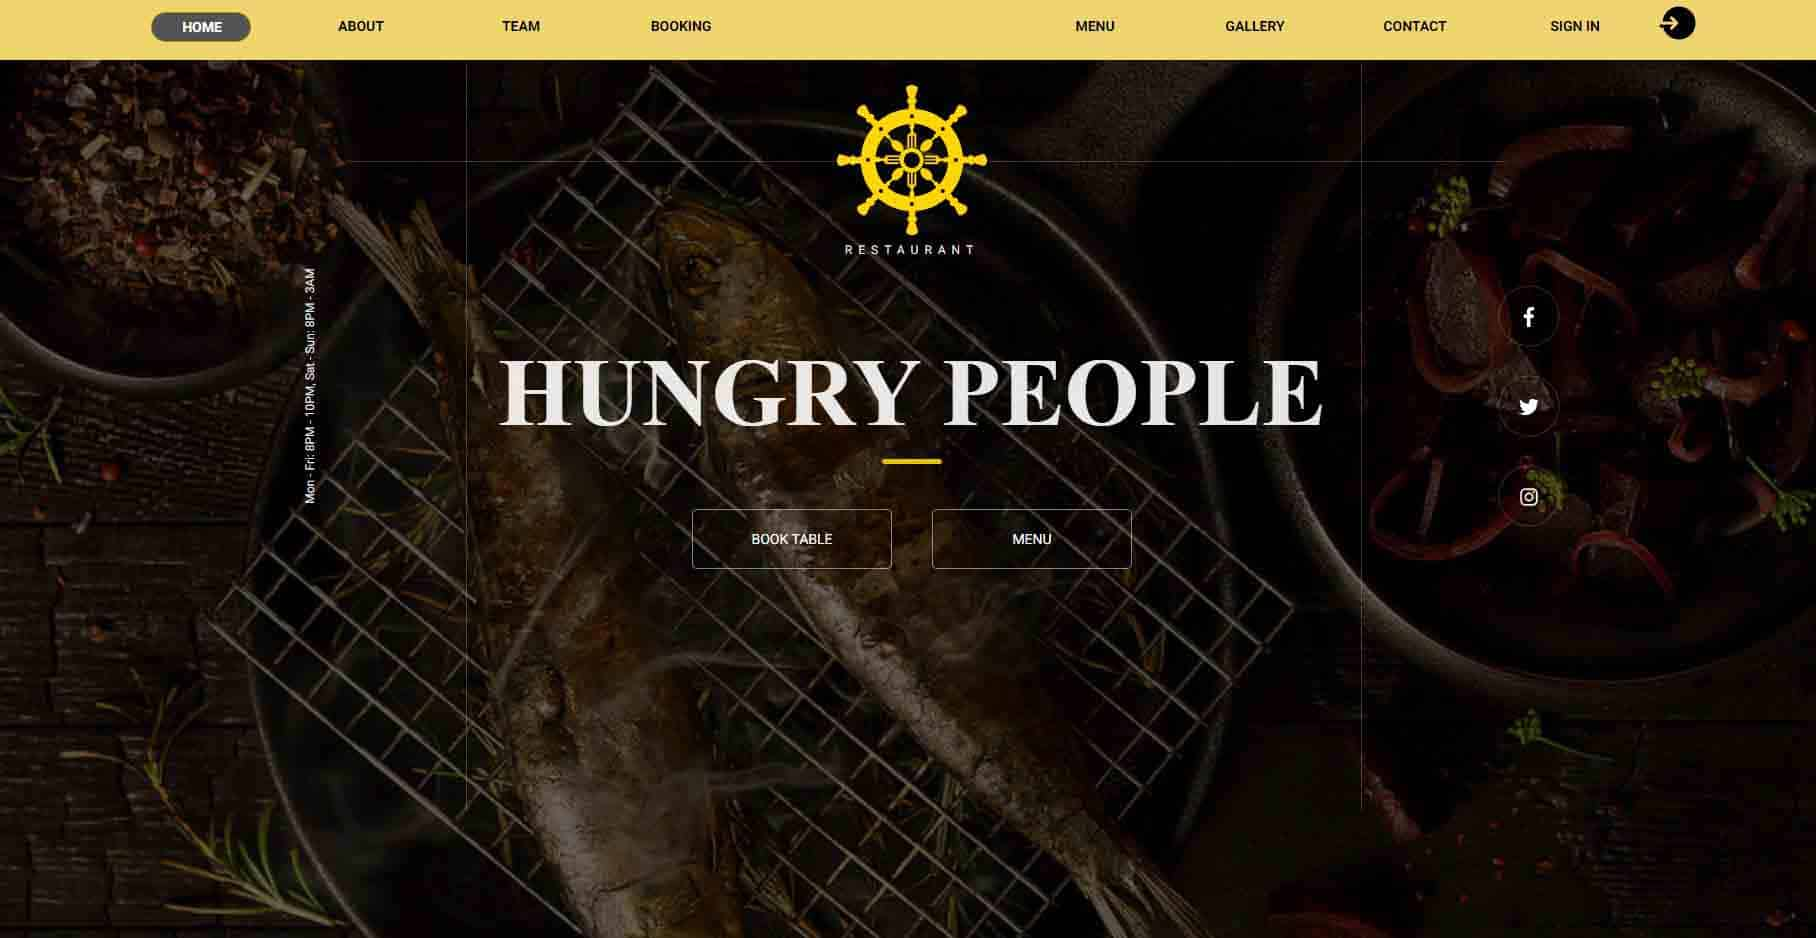 HOME ABOUT TEAM BOOKING MENU GALLERY CONTACT SIGN IN
RESTAURANT
Mon - Fri: 8PM - 10PM, Sat - Sun: 8PM - 3AM
HUNGRY PEOPLE
BOOK TABLE MENU